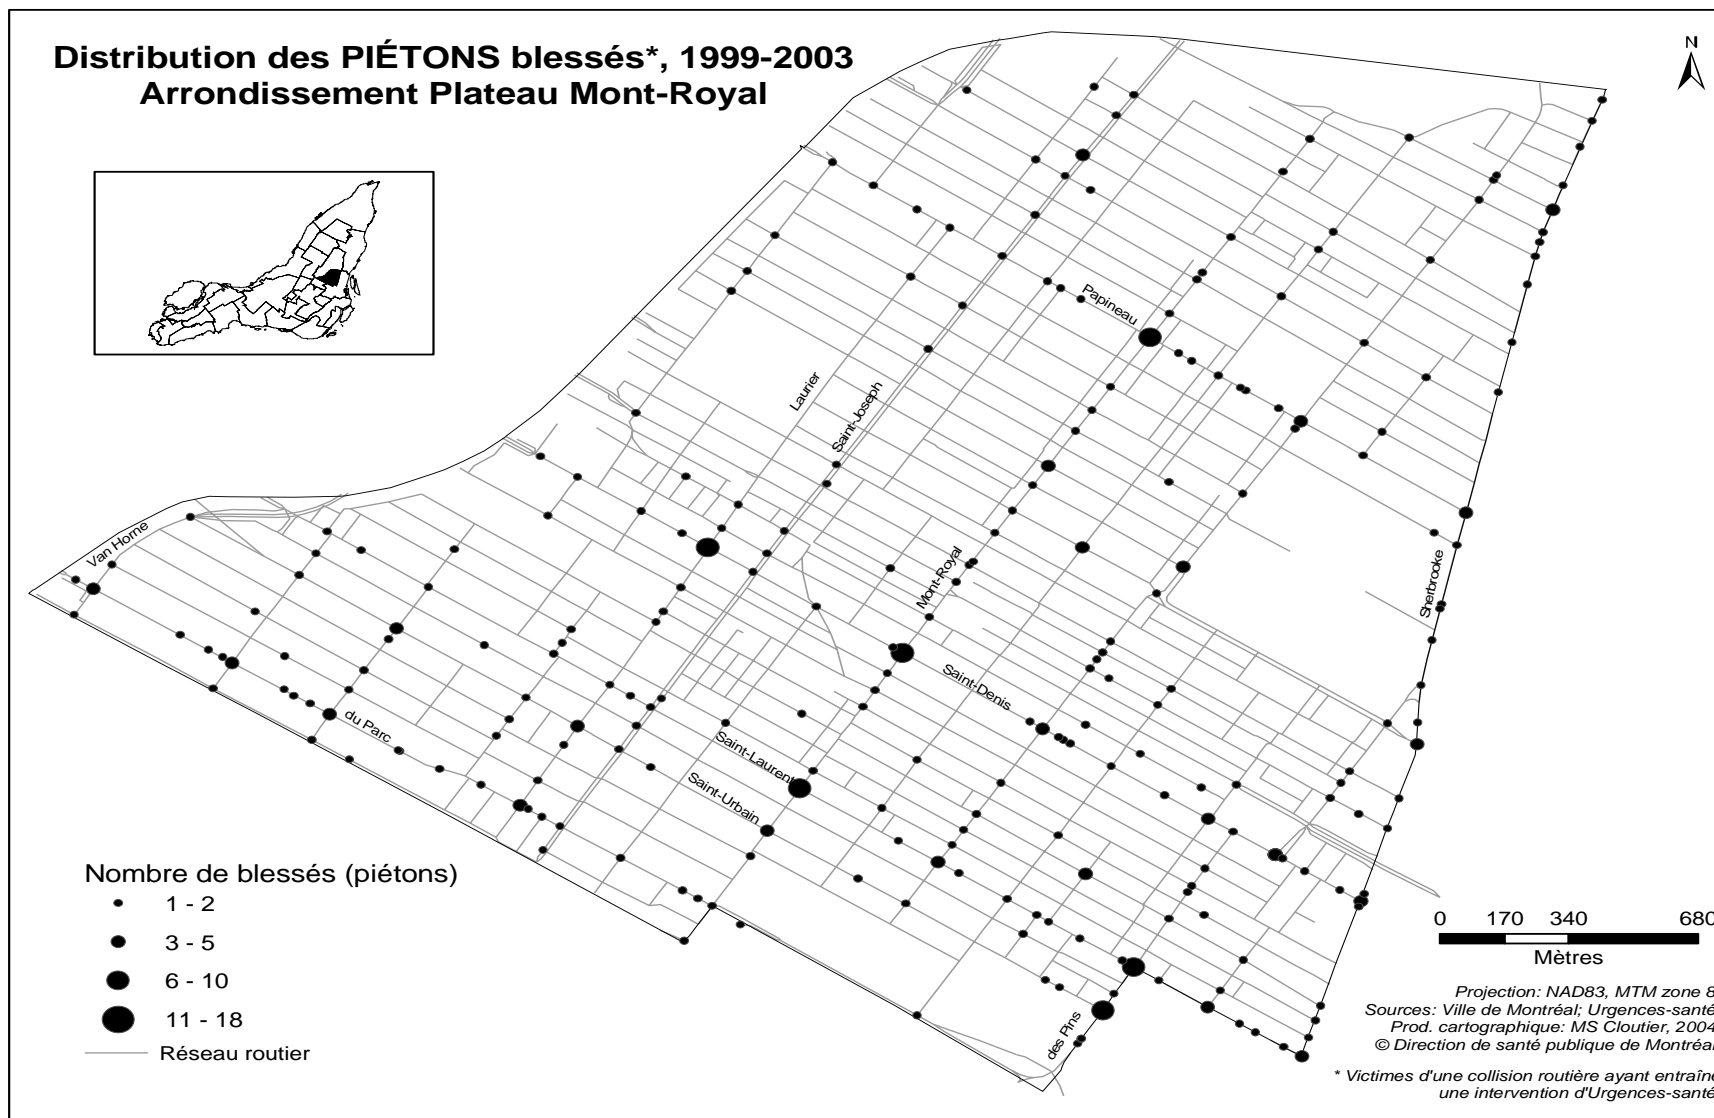 Distribution des PIÉTONS blessés*, 1999-2003
Arrondissement Plateau Mont-Royal
N
Papineau
Laurier
Saint-Joseph
Van Horne
Mont-Royal
Sherbrooke
Saint-Denis
du Parc
Saint-Laurent
Saint-Urbain
des Pins
Nombre de blessés (piétons)
1 - 2
3 - 5
6 - 10
11 - 18
Réseau routier
0 170 340 680
Mètres
Projection: NAD83, MTM zone 8
Sources: Ville de Montréal; Urgences-santé
Prod. cartographique: MS Cloutier, 2004
© Direction de santé publique de Montréal
* Victimes d'une collision routière ayant entraîné
une intervention d'Urgences-santé